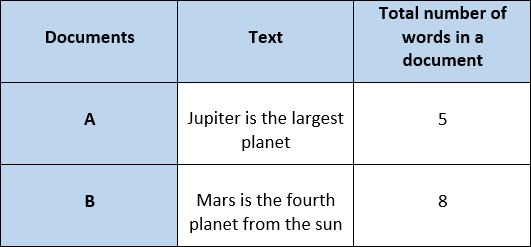 Documents
Text
Total number of
words in a
document
A
Jupiter is the largest
planet
5
B
Mars is the fourth
planet from the sun
8